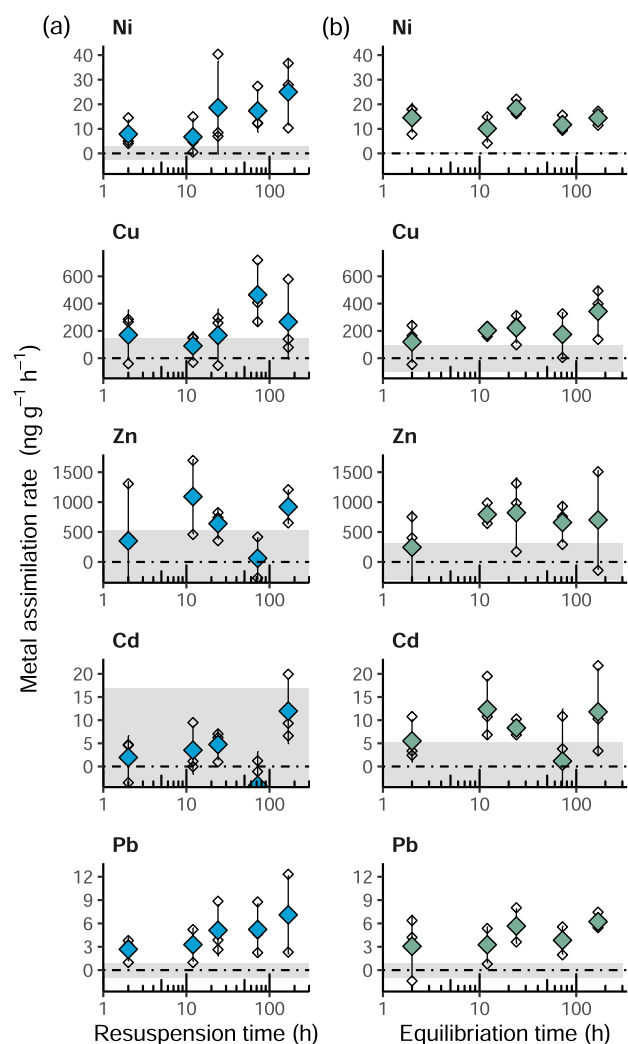 (a) Ni (b) Ni
40 40
30 30
20 20
10 10
0 0
1 10 100 1 10 100
Cu Cu
600 600
400 400
200 200
0 0
1 10 100 1 10 100
Metal assimilation rate (ng g⁻¹ h⁻¹)
Zn Zn
1500 1500
1000 1000
500 500
0 0
1 10 100 1 10 100
Cd Cd
20 20
15 15
10 10
5 5
0 0
1 10 100 1 10 100
Pb Pb
12 12
9 9
6 6
3 3
0 0
1 10 100 1 10 100
Resuspension time (h) Equilibriation time (h)